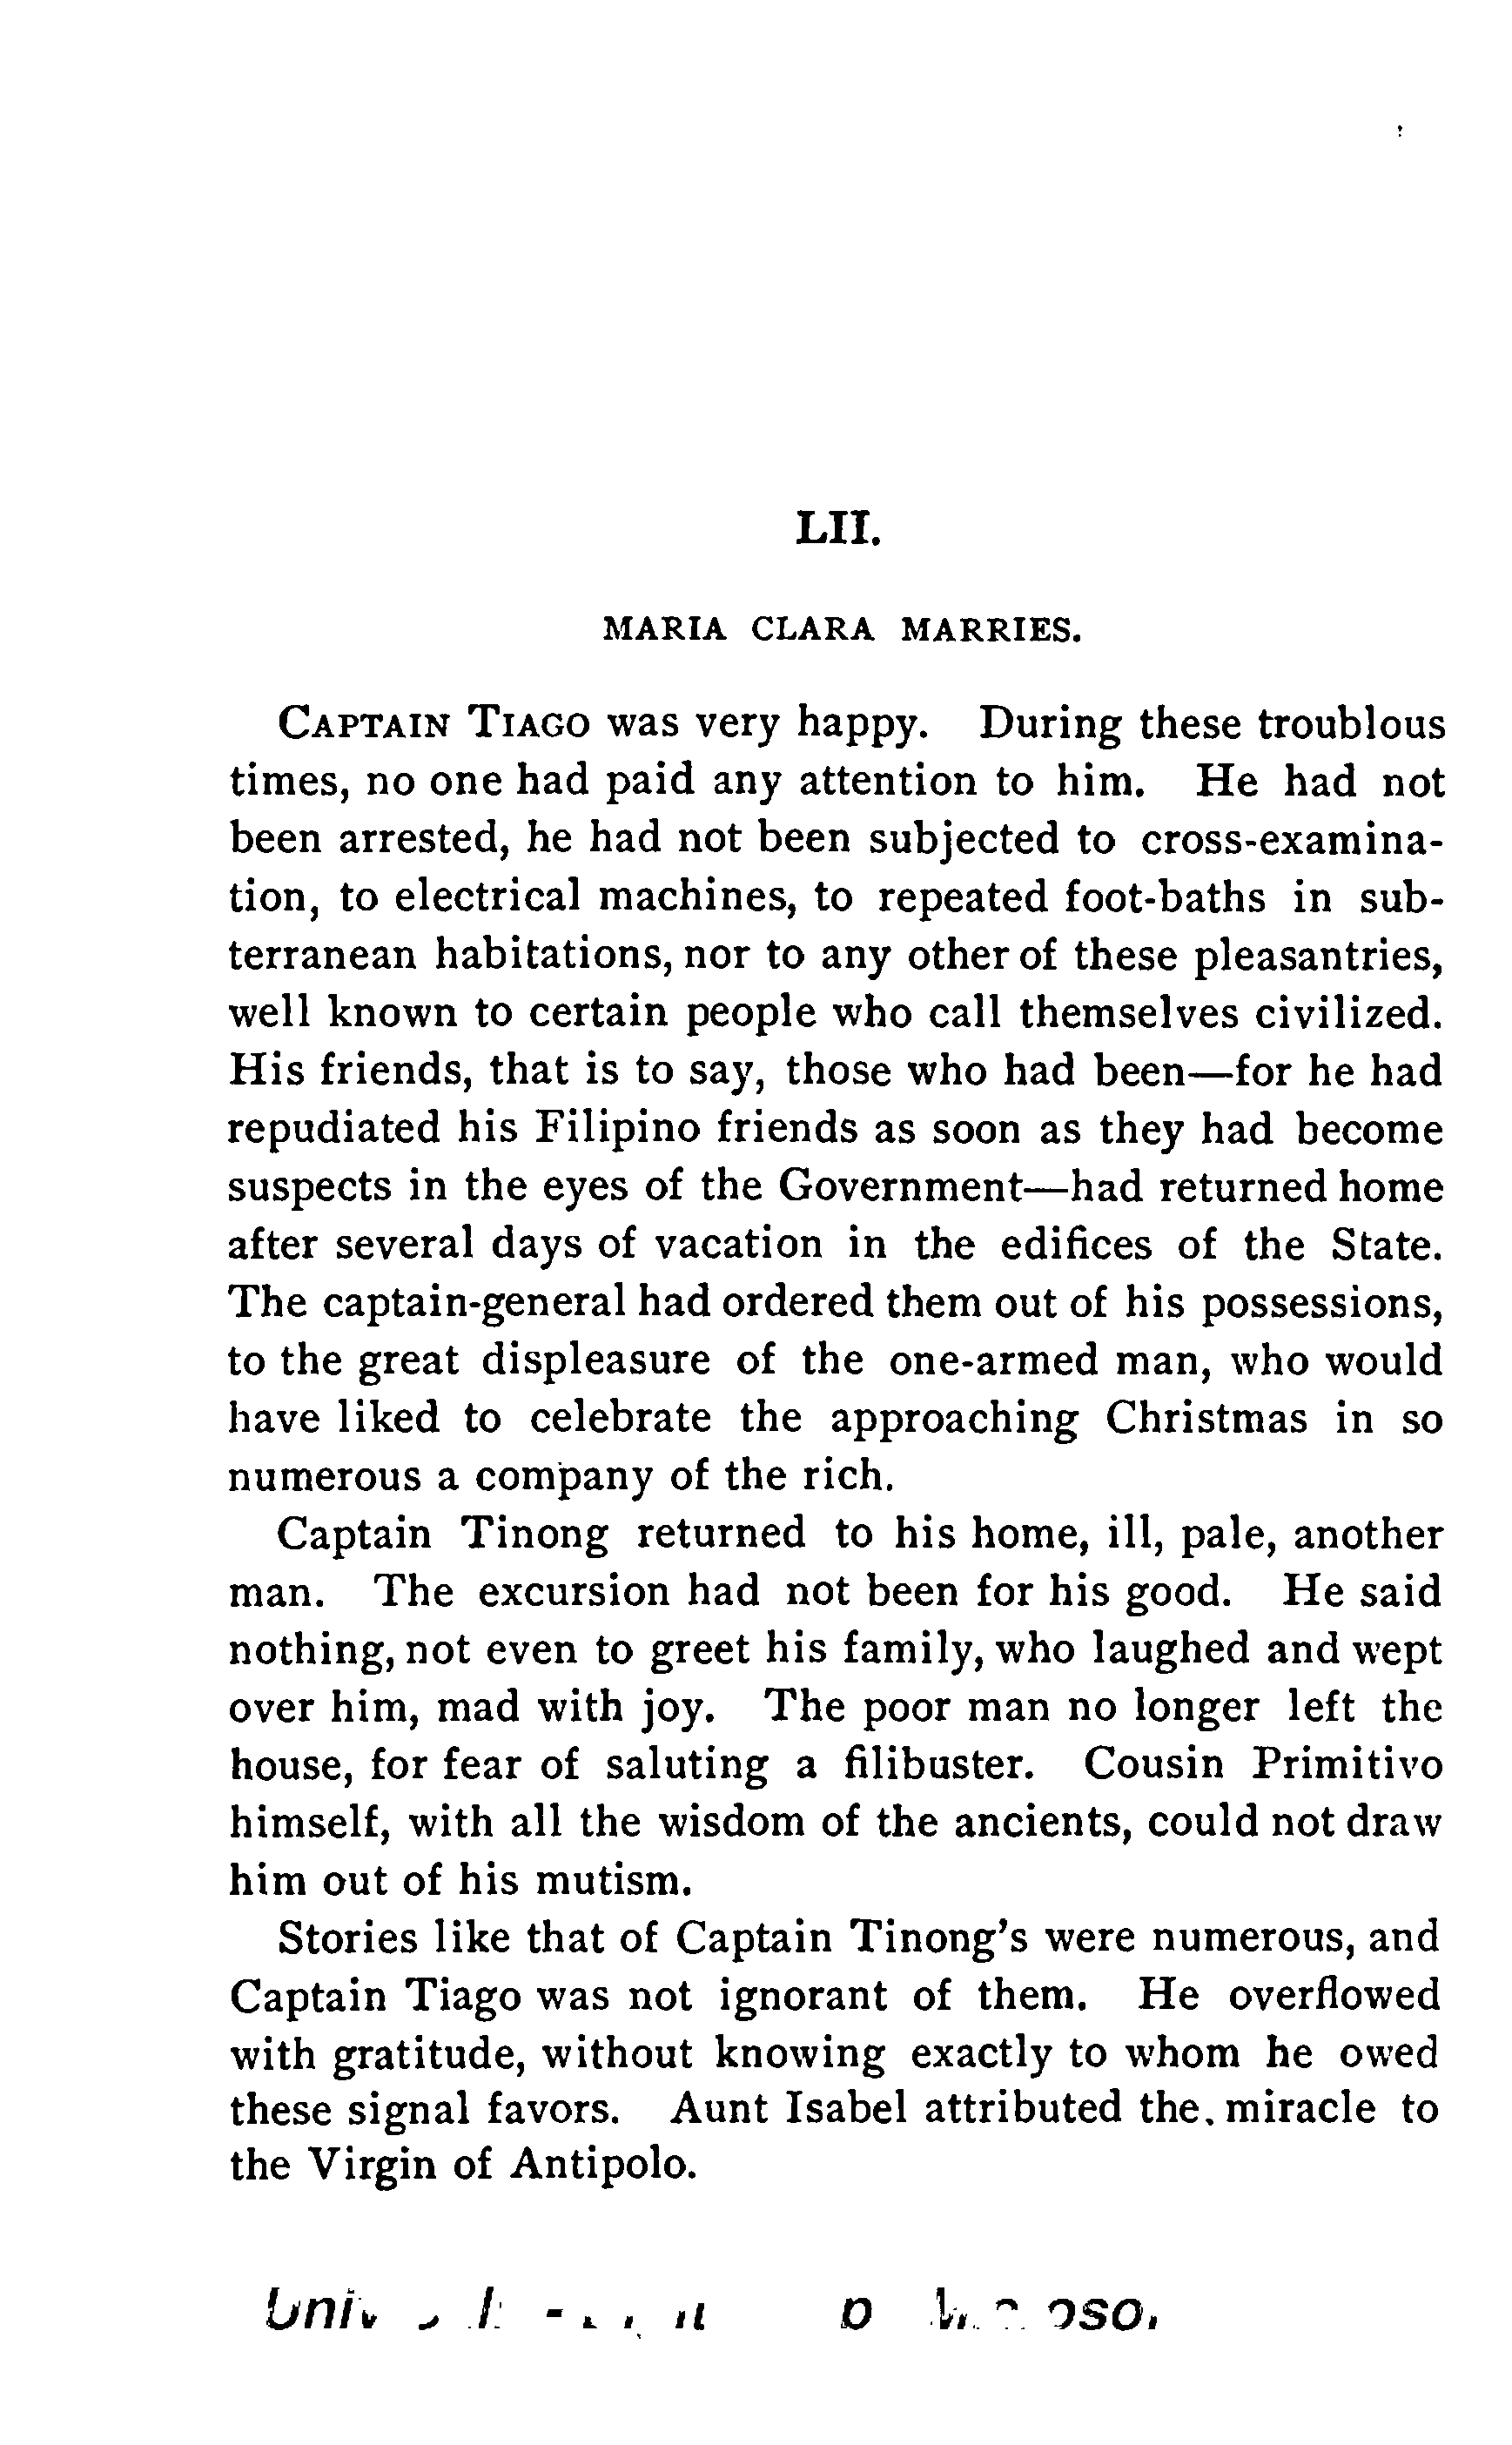 LII.
MARIA CLARA MARRIES.
CAPTAIN TIAGO was very happy. During these troublous
times, no one had paid any attention to him. He had not
been arrested, he had not been subjected to cross-examina-
tion, to electrical machines, to repeated foot-baths in sub-
terranean habitations, nor to any other of these pleasantries,
well known to certain people who call themselves civilized.
His friends, that is to say, those who had been—for he had
repudiated his Filipino friends as soon as they had become
suspects in the eyes of the Government—had returned home
after several days of vacation in the edifices of the State.
The captain-general had ordered them out of his possessions,
to the great displeasure of the one-armed man, who would
have liked to celebrate the approaching Christmas in so
numerous a company of the rich.
Captain Tinong returned to his home, ill, pale, another
man. The excursion had not been for his good. He said
nothing, not even to greet his family, who laughed and wept
over him, mad with joy. The poor man no longer left the
house, for fear of saluting a filibuster. Cousin Primitivo
himself, with all the wisdom of the ancients, could not draw
him out of his mutism.
Stories like that of Captain Tinong's were numerous, and
Captain Tiago was not ignorant of them. He overflowed
with gratitude, without knowing exactly to whom he owed
these signal favors. Aunt Isabel attributed the miracle to
the Virgin of Antipolo.